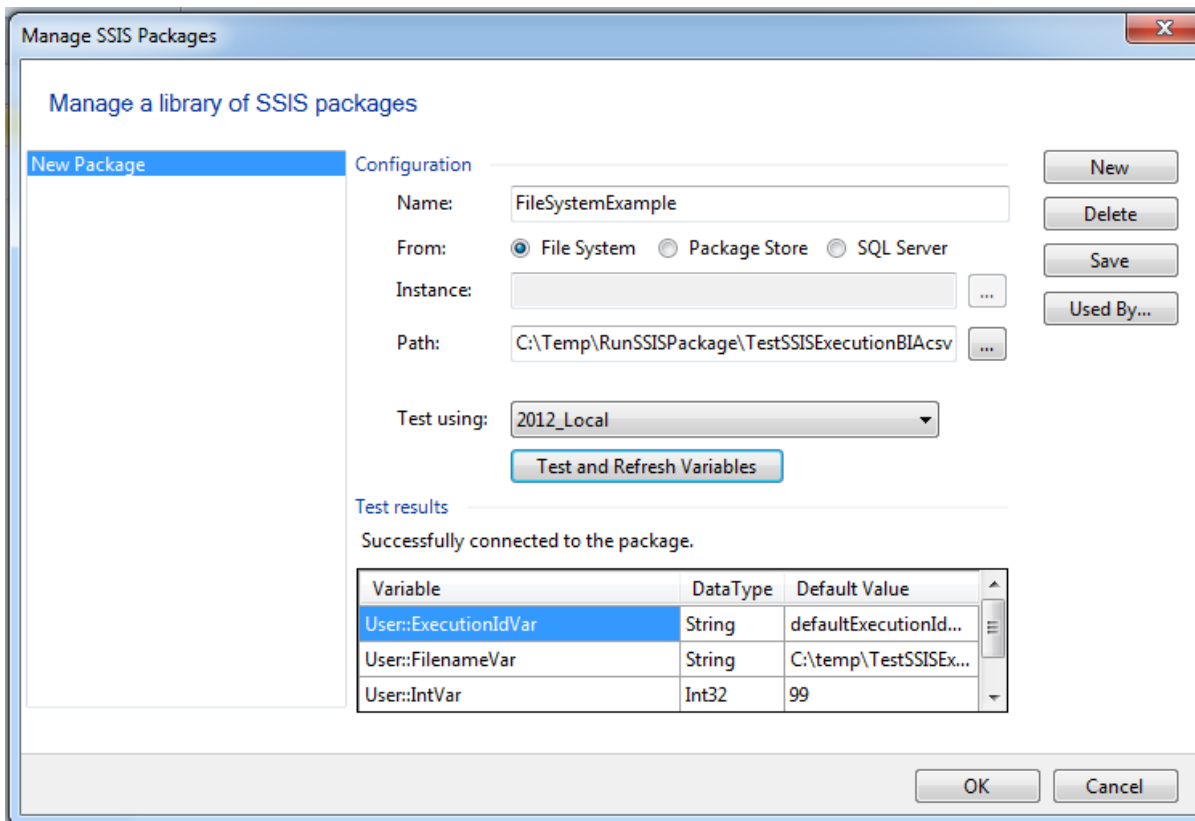 Manage SSIS Packages
Manage a library of SSIS packages
New Package
Configuration
Name: FileSystemExample
From: File System Package Store SQL Server
Instance: ...
Path: C:\Temp\RunSSISPackage\TestSSISExecutionBIAcsv ...
Test using: 2012_Local
Test and Refresh Variables
Test results
Successfully connected to the package.
Variable DataType Default Value
User::ExecutionIdVar String defaultExecutionId...
User::FilenameVar String C:\temp\TestSSISEx...
User::IntVar Int32 99
New
Delete
Save
Used By...
OK Cancel